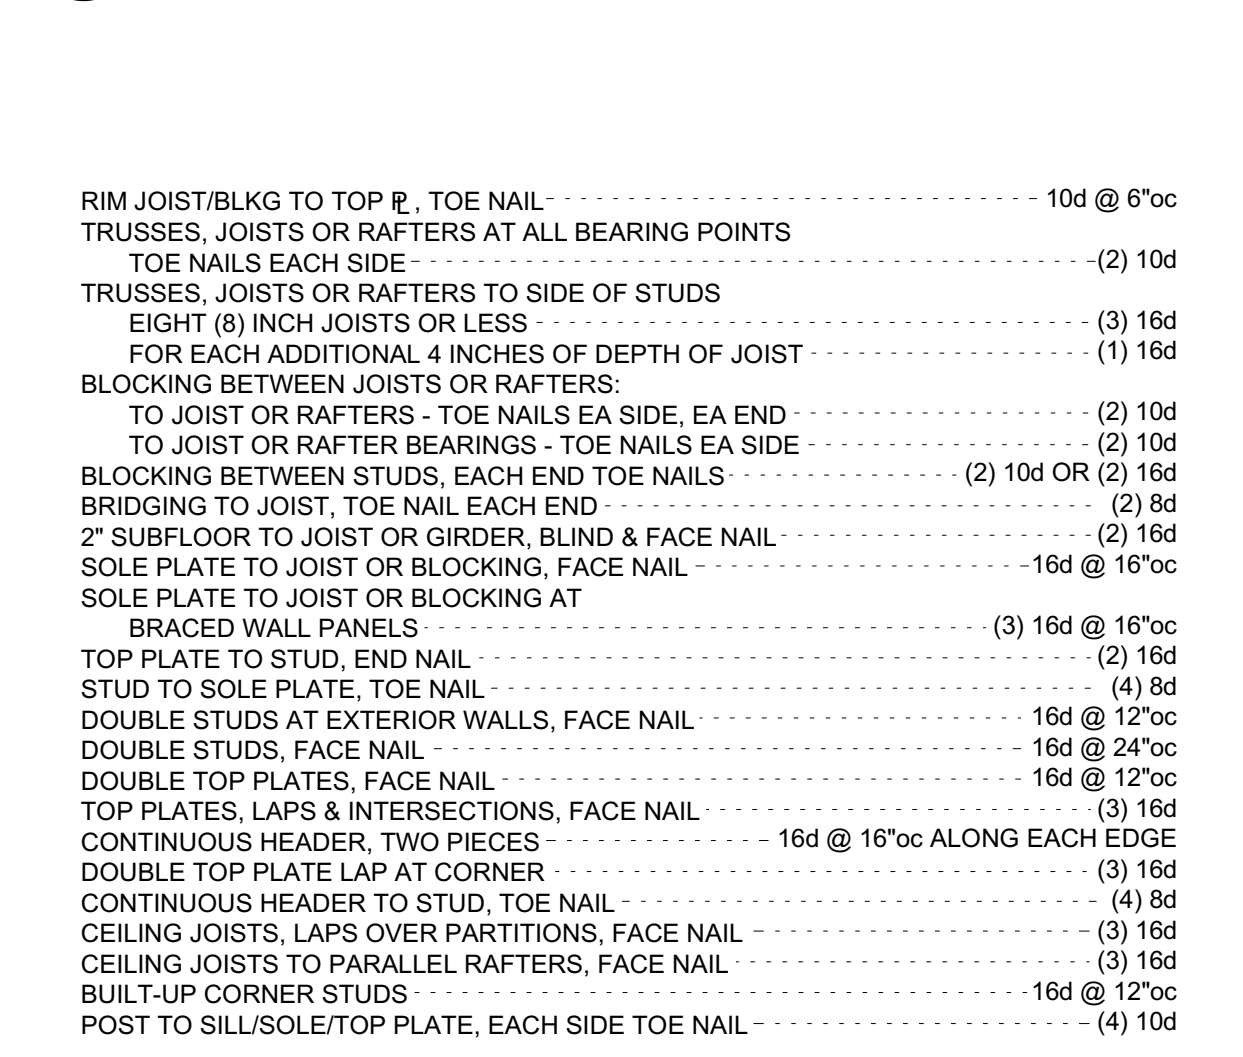 RIM JOIST/BLKG TO TOP ⅊, TOE NAIL - - - 10d @ 6"oc
TRUSSES, JOISTS OR RAFTERS AT ALL BEARING POINTS
TOE NAILS EACH SIDE - - - (2) 10d
TRUSSES, JOISTS OR RAFTERS TO SIDE OF STUDS
EIGHT (8) INCH JOISTS OR LESS - - - (3) 16d
FOR EACH ADDITIONAL 4 INCHES OF DEPTH OF JOIST - - - (1) 16d
BLOCKING BETWEEN JOISTS OR RAFTERS:
TO JOIST OR RAFTERS - TOE NAILS EA SIDE, EA END - - - (2) 10d
TO JOIST OR RAFTER BEARINGS - TOE NAILS EA SIDE - - - (2) 10d
BLOCKING BETWEEN STUDS, EACH END TOE NAILS - - - (2) 10d OR (2) 16d
BRIDGING TO JOIST, TOE NAIL EACH END - - - (2) 8d
2" SUBFLOOR TO JOIST OR GIRDER, BLIND & FACE NAIL - - - (2) 16d
SOLE PLATE TO JOIST OR BLOCKING, FACE NAIL - - - 16d @ 16"oc
SOLE PLATE TO JOIST OR BLOCKING AT
BRACED WALL PANELS - - - (3) 16d @ 16"oc
TOP PLATE TO STUD, END NAIL - - - (2) 16d
STUD TO SOLE PLATE, TOE NAIL - - - (4) 8d
DOUBLE STUDS AT EXTERIOR WALLS, FACE NAIL - - - 16d @ 12"oc
DOUBLE STUDS, FACE NAIL - - - 16d @ 24"oc
DOUBLE TOP PLATES, FACE NAIL - - - 16d @ 12"oc
TOP PLATES, LAPS & INTERSECTIONS, FACE NAIL - - - (3) 16d
CONTINUOUS HEADER, TWO PIECES - - - 16d @ 16"oc ALONG EACH EDGE
DOUBLE TOP PLATE LAP AT CORNER - - - (3) 16d
CONTINUOUS HEADER TO STUD, TOE NAIL - - - (4) 8d
CEILING JOISTS, LAPS OVER PARTITIONS, FACE NAIL - - - (3) 16d
CEILING JOISTS TO PARALLEL RAFTERS, FACE NAIL - - - (3) 16d
BUILT-UP CORNER STUDS - - - 16d @ 12"oc
POST TO SILL/SOLE/TOP PLATE, EACH SIDE TOE NAIL - - - (4) 10d